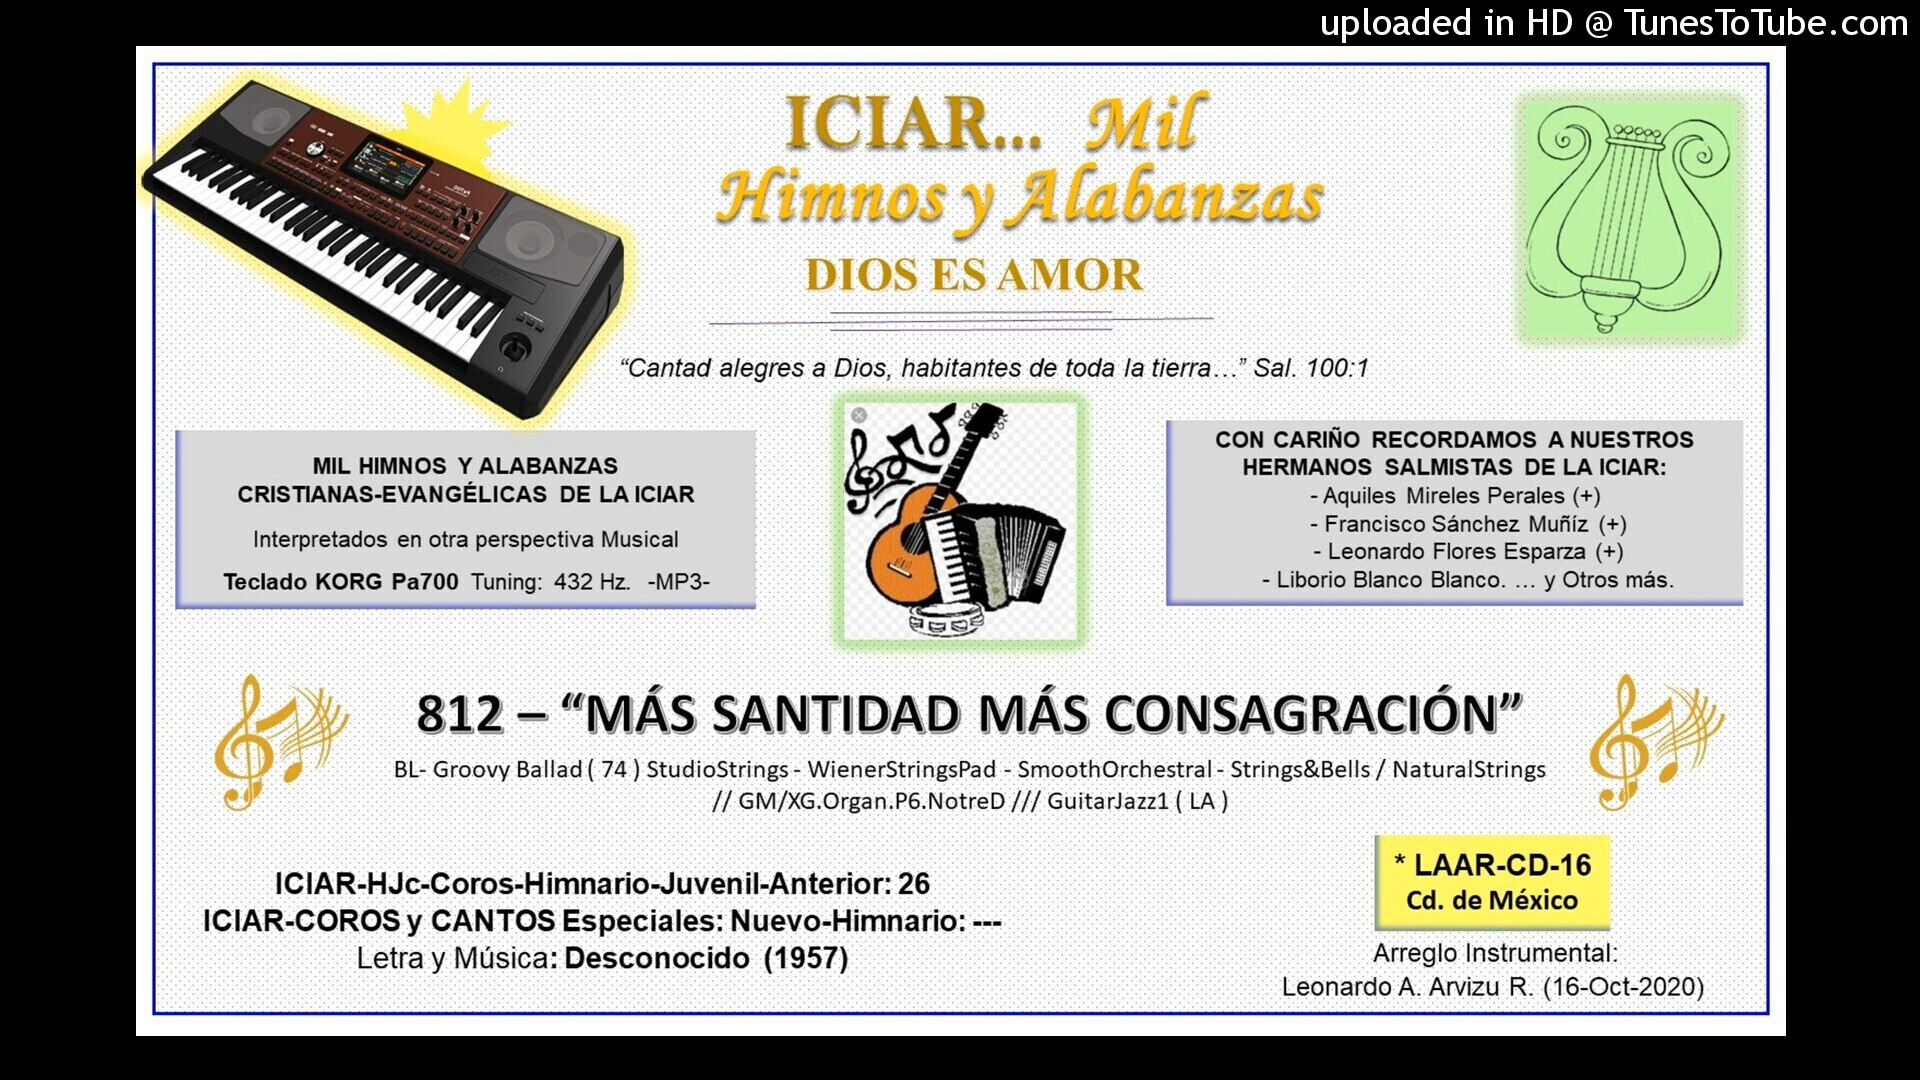 uploaded in HD @ TunesToTube.com
ICIAR... Mil
Himnos y Alabanzas
DIOS ES AMOR
“Cantad alegres a Dios, habitantes de toda la tierra…” Sal. 100:1
MIL HIMNOS Y ALABANZAS
CRISTIANAS-EVANGÉLICAS DE LA ICIAR
Interpretados en otra perspectiva Musical
Teclado KORG Pa700 Tuning: 432 Hz. -MP3-
CON CARIÑO RECORDAMOS A NUESTROS
HERMANOS SALMISTAS DE LA ICIAR:
- Aquiles Mireles Perales (+)
- Francisco Sánchez Muñíz (+)
- Leonardo Flores Esparza (+)
- Liborio Blanco Blanco. … y Otros más.
812 – “MÁS SANTIDAD MÁS CONSAGRACIÓN”
BL- Groovy Ballad ( 74 ) StudioStrings - WienerStringsPad - SmoothOrchestral - Strings&Bells / NaturalStrings
// GM/XG.Organ.P6.NotreD /// GuitarJazz1 ( LA )
ICIAR-HJc-Coros-Himnario-Juvenil-Anterior: 26
ICIAR-COROS y CANTOS Especiales: Nuevo-Himnario: ---
Letra y Música: Desconocido (1957)
* LAAR-CD-16
Cd. de México
Arreglo Instrumental:
Leonardo A. Arvizu R. (16-Oct-2020)